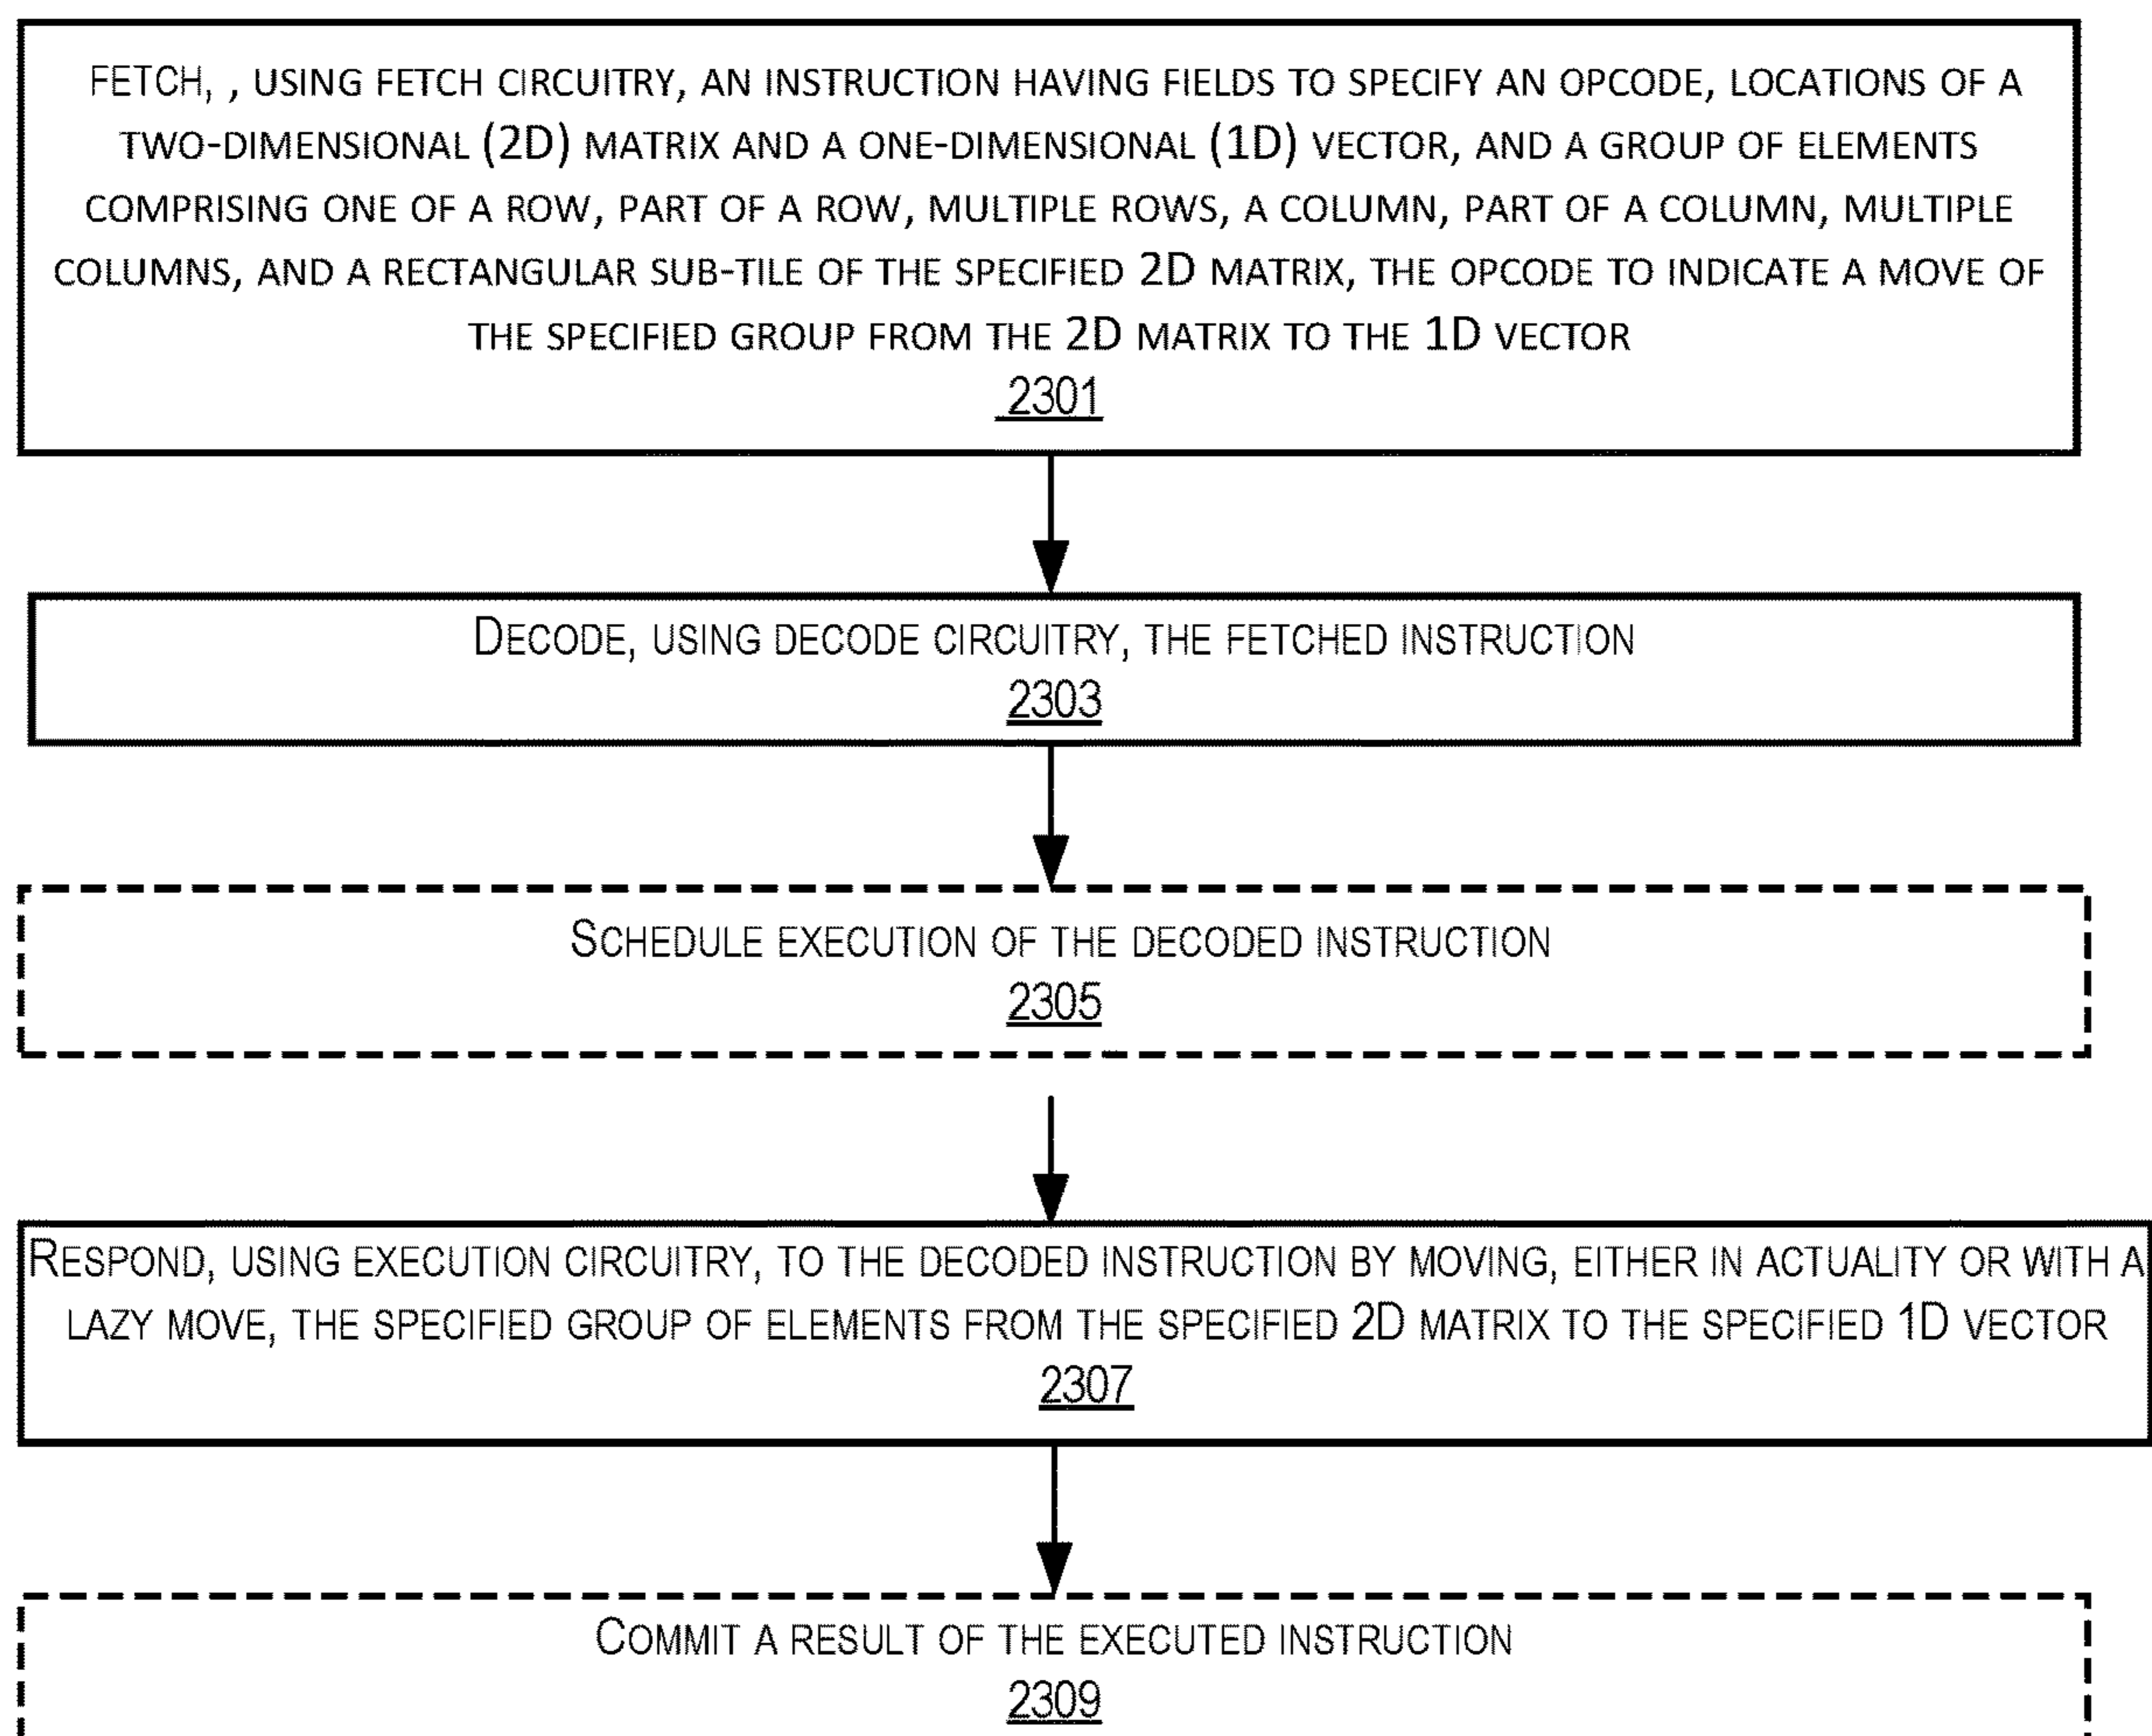 FETCH, , USING FETCH CIRCUITRY, AN INSTRUCTION HAVING FIELDS TO SPECIFY AN OPCODE, LOCATIONS OF A
TWO-DIMENSIONAL (2D) MATRIX AND A ONE-DIMENSIONAL (1D) VECTOR, AND A GROUP OF ELEMENTS
COMPRISING ONE OF A ROW, PART OF A ROW, MULTIPLE ROWS, A COLUMN, PART OF A COLUMN, MULTIPLE
COLUMNS, AND A RECTANGULAR SUB-TILE OF THE SPECIFIED 2D MATRIX, THE OPCODE TO INDICATE A MOVE OF
THE SPECIFIED GROUP FROM THE 2D MATRIX TO THE 1D VECTOR
2301
DECODE, USING DECODE CIRCUITRY, THE FETCHED INSTRUCTION
2303
SCHEDULE EXECUTION OF THE DECODED INSTRUCTION
2305
RESPOND, USING EXECUTION CIRCUITRY, TO THE DECODED INSTRUCTION BY MOVING, EITHER IN ACTUALITY OR WITH A
LAZY MOVE, THE SPECIFIED GROUP OF ELEMENTS FROM THE SPECIFIED 2D MATRIX TO THE SPECIFIED 1D VECTOR
2307
COMMIT A RESULT OF THE EXECUTED INSTRUCTION
2309